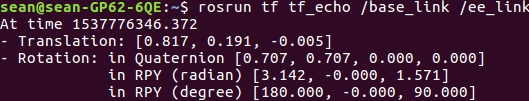 sean@sean-GP62-6QE:~$ rosrun tf tf_echo /base_link /ee_link
At time 1537776346.372
- Translation: [0.817, 0.191, -0.005]
- Rotation: in Quaternion [0.707, 0.707, 0.000, 0.000]
in RPY (radian) [3.142, -0.000, 1.571]
in RPY (degree) [180.000, -0.000, 90.000]